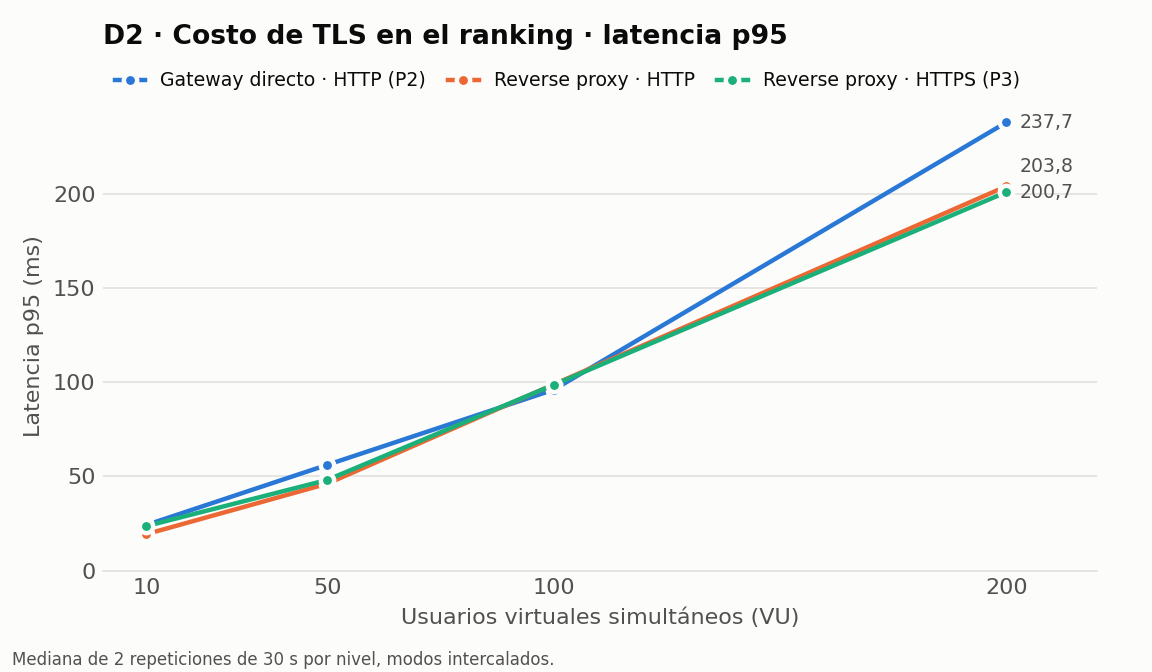 D2 · Costo de TLS en el ranking · latencia p95
Gateway directo · HTTP (P2) Reverse proxy · HTTP Reverse proxy · HTTPS (P3)
237,7
203,8
200,7
200
150
100
50
0
Latencia p95 (ms)
10 50 100 200
Usuarios virtuales simultáneos (VU)
Mediana de 2 repeticiones de 30 s por nivel, modos intercalados.